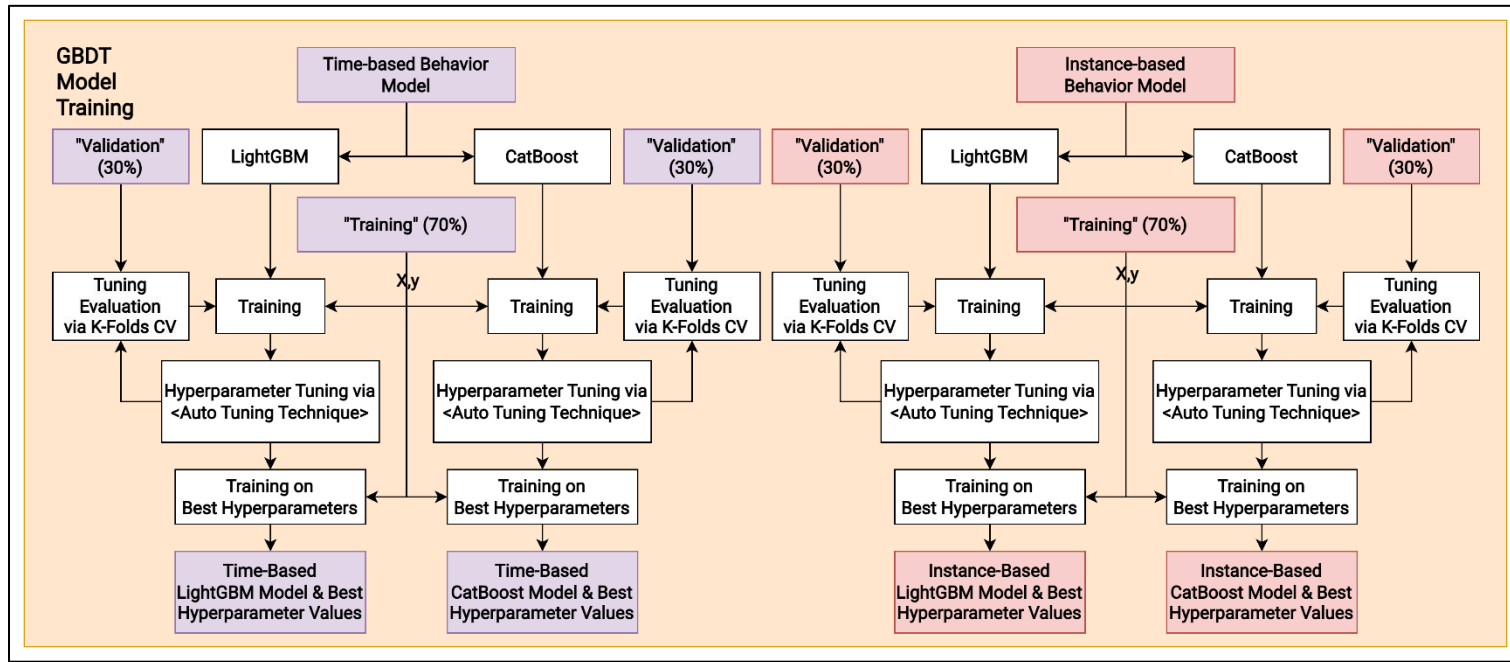 GBDT
Model
Training
Time-based Behavior
Model
Instance-based
Behavior Model
"Validation"
(30%)
LightGBM
CatBoost
"Validation"
(30%)
"Validation"
(30%)
LightGBM
CatBoost
"Validation"
(30%)
"Training" (70%)
"Training" (70%)
X,y
X,y
Tuning
Evaluation
via K-Folds CV
Training
Training
Tuning
Evaluation
via K-Folds CV
Tuning
Evaluation
via K-Folds CV
Training
Training
Tuning
Evaluation
via K-Folds CV
Hyperparameter Tuning via
<Auto Tuning Technique>
Hyperparameter Tuning via
<Auto Tuning Technique>
Hyperparameter Tuning via
<Auto Tuning Technique>
Hyperparameter Tuning via
<Auto Tuning Technique>
Training on
Best Hyperparameters
Training on
Best Hyperparameters
Training on
Best Hyperparameters
Training on
Best Hyperparameters
Time-Based
LightGBM Model & Best
Hyperparameter Values
Time-Based
CatBoost Model & Best
Hyperparameter Values
Instance-Based
LightGBM Model & Best
Hyperparameter Values
Instance-Based
CatBoost Model & Best
Hyperparameter Values